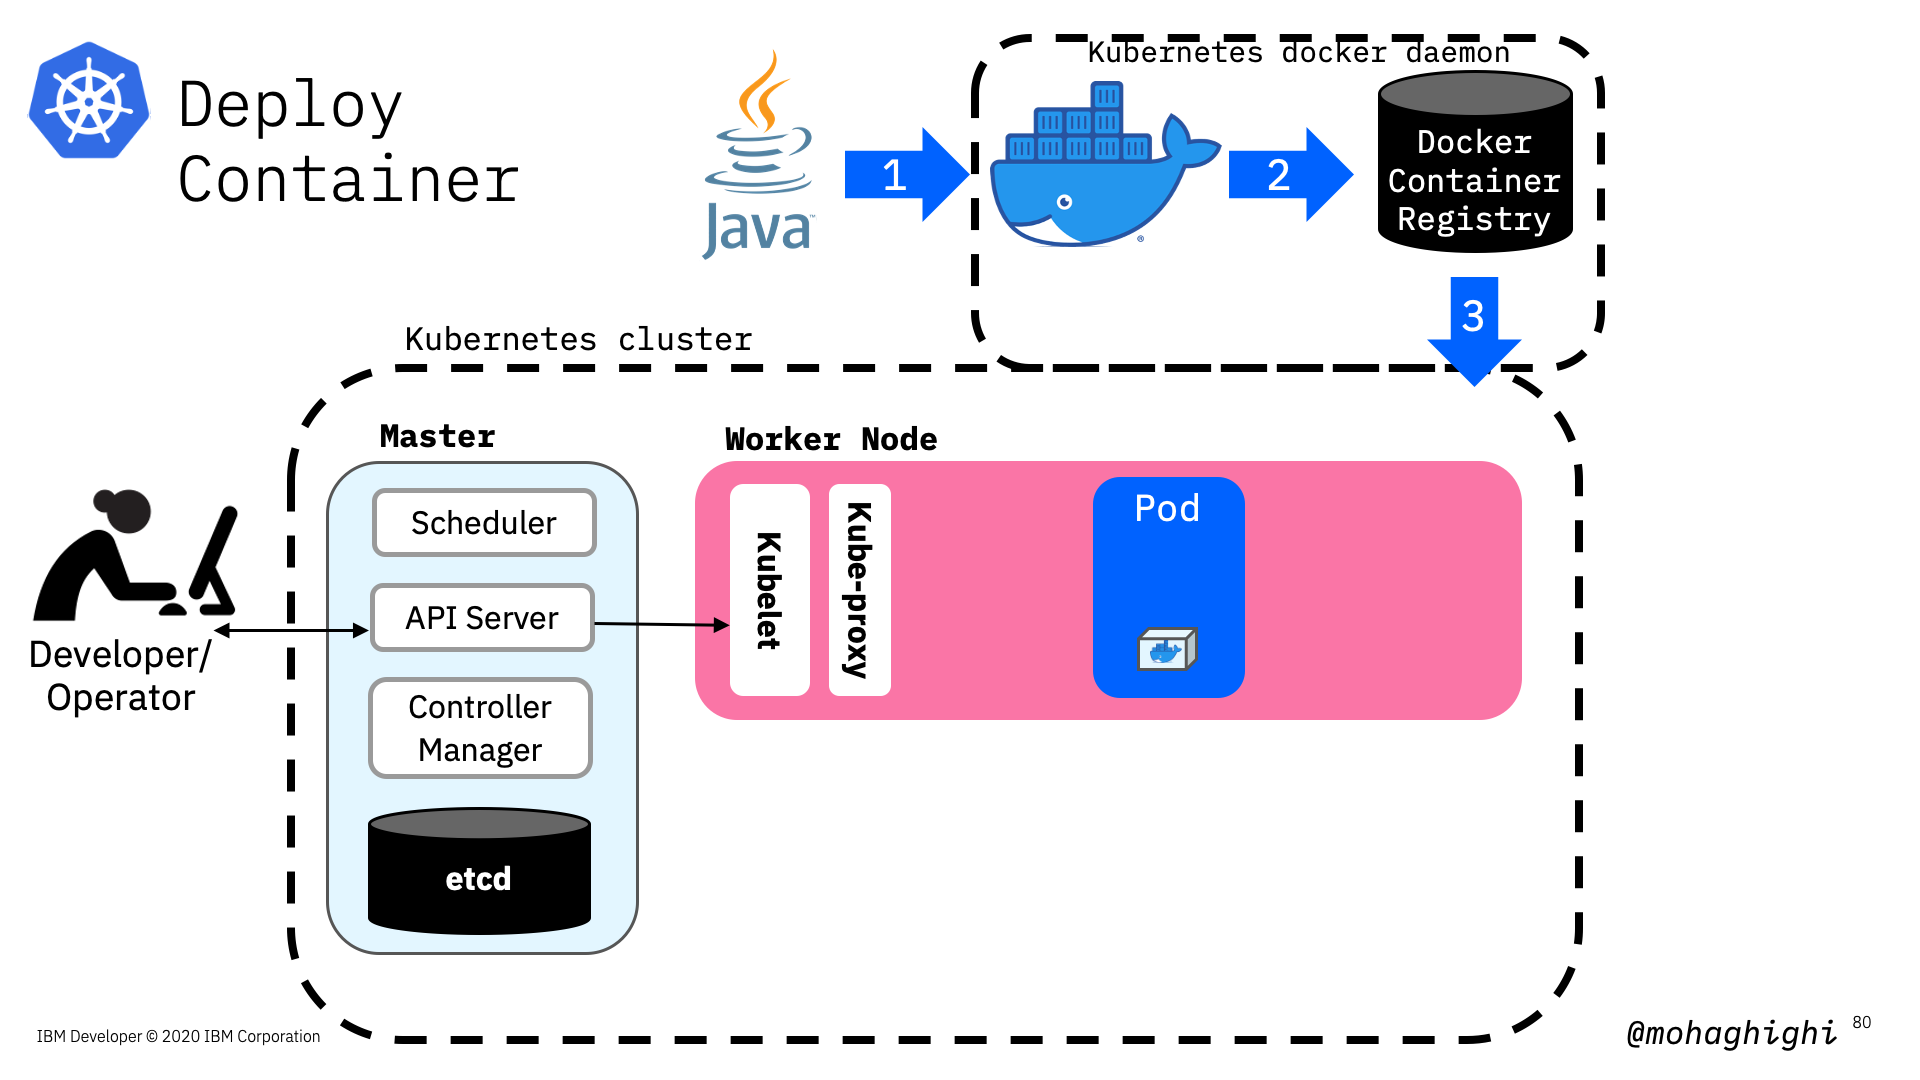 Deploy
Container
Java™
1
2
Kubernetes docker daemon
®
Docker
Container
Registry
3
Kubernetes cluster
Master
Scheduler
API Server
Controller
Manager
etcd
Worker Node
Kubelet
Kube-proxy
Pod
Developer/
Operator
IBM Developer © 2020 IBM Corporation
@mohaghighi
80